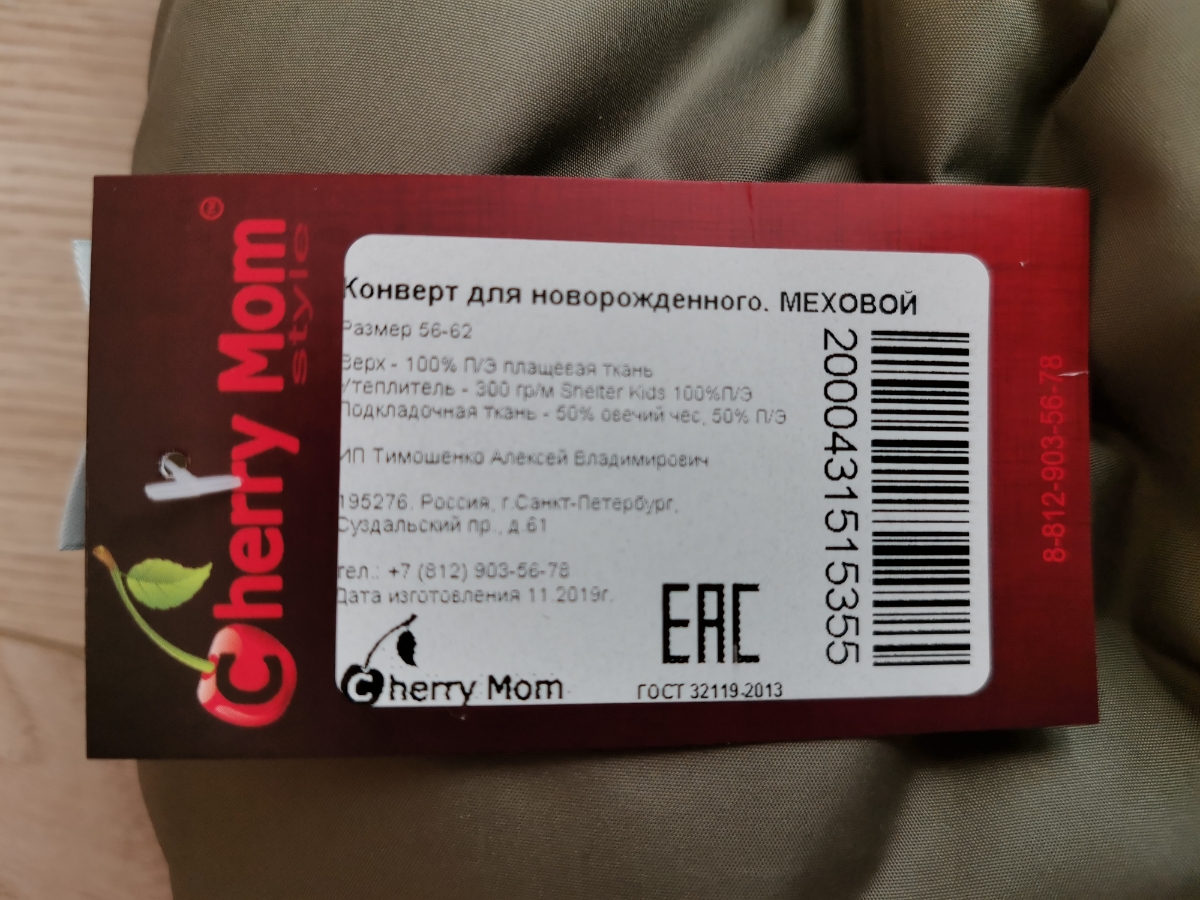 Cherry Mom®
style
Конверт для новорожденного. МЕХОВОЙ
Размер 56-62
Верх - 100% П/Э плащёвая ткань
Утеплитель - 300 гр/м Shelter Kids 100%П/Э
Подкладочная ткань - 50% овечий чес, 50% П/Э
ИП Тимошенко Алексей Владимирович
195276. Россия, г.Санкт-Петербург,
Суздальский пр., д.61
тел.: +7 (812) 903-56-78
Дата изготовления 11.2019г.
Cherry Mom
EAC
ГОСТ 32119-2013
2000431515355
8-812-903-56-78